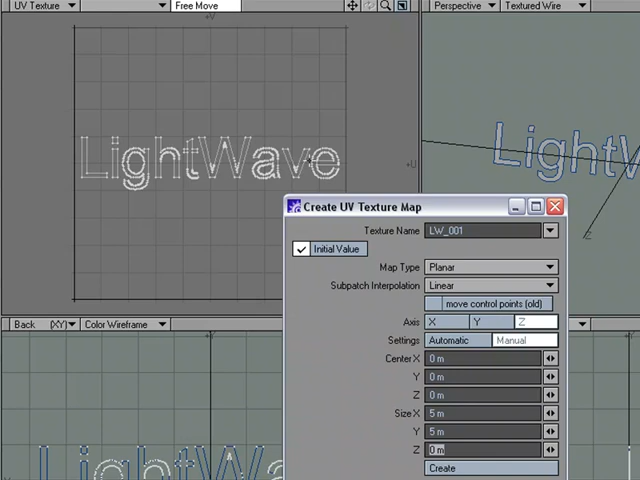 UV Texture Free Move Perspective Textured Wire
+V
LightWave
+U
LightW
Z
Create UV Texture Map
Texture Name LW_001
Initial Value
Map Type Planar
Subpatch Interpolation Linear
move control points (old)
Axis X Y Z
Settings Automatic Manual
Center X 0 m
Y 0 m
Z 0 m
Size X 5 m
Y 5 m
Z 0 m
Create
Back (XY) Color Wireframe
+Y
LightWa